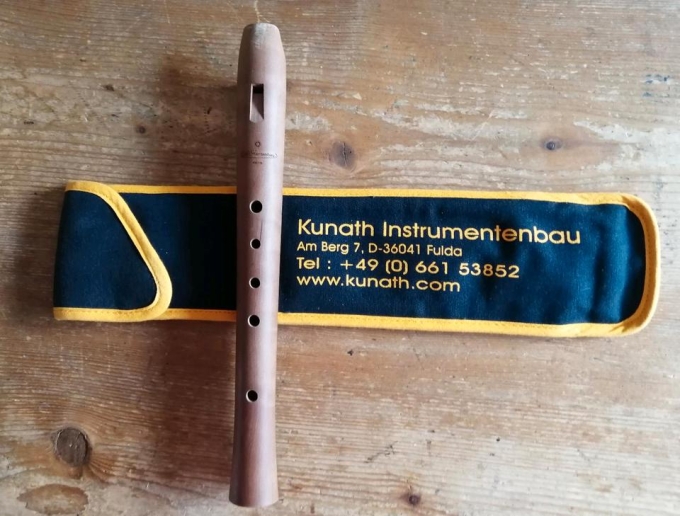 Kunath Instrumentenbau
Am Berg 7, D-36041 Fulda
Tel : +49 (0) 661 53852
www.kunath.com